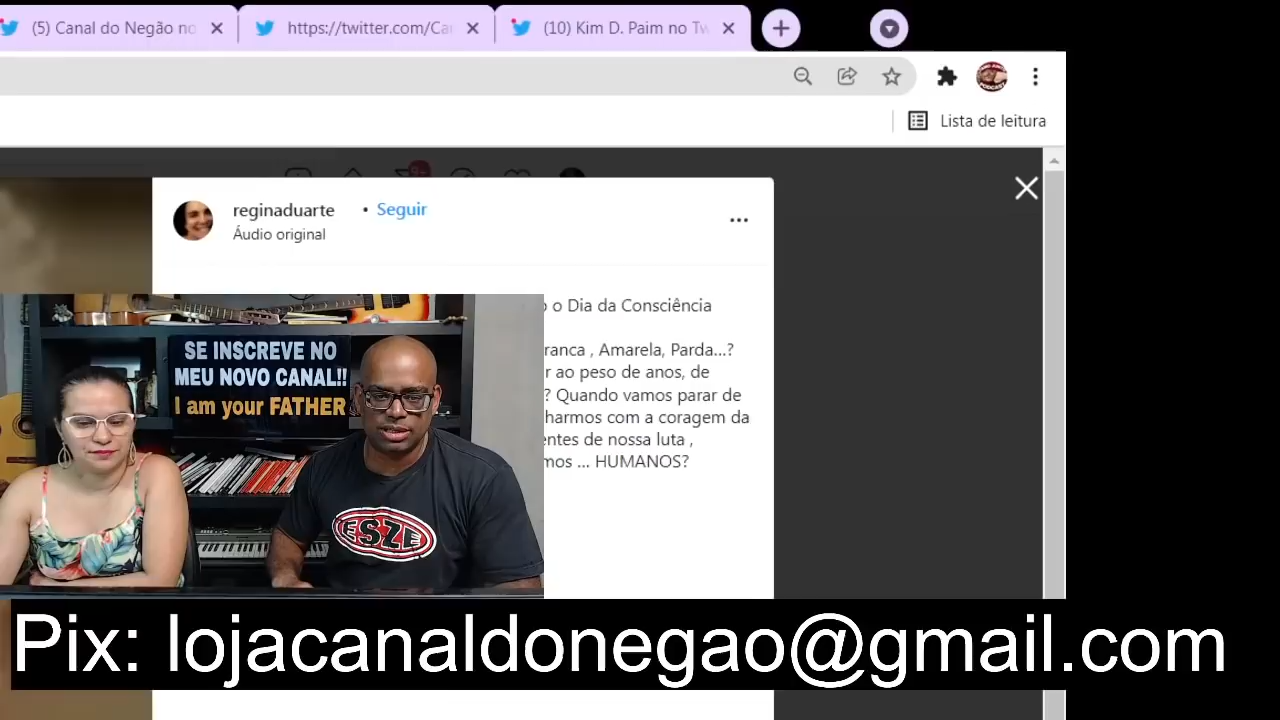 (5) Canal do Negão no
https://twitter.com/Ca
(10) Kim D. Paim no Tw
Lista de leitura
reginaduarte • Seguir
Áudio original
o Dia da Consciência
ranca , Amarela, Parda...?
r ao peso de anos, de
? Quando vamos parar de
harmos com a coragem da
entes de nossa luta ,
mos ... HUMANOS?
SE INSCREVE NO
MEU NOVO CANAL!!
I am your FATHER
ESZE
Pix: lojacanaldonegao@gmail.com